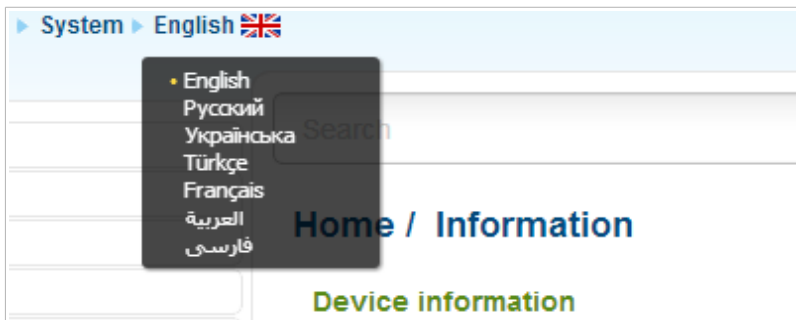 System English
English
Русский
Українська
Türkçe
Français
العربية
فارسی
Search
Home / Information
Device information